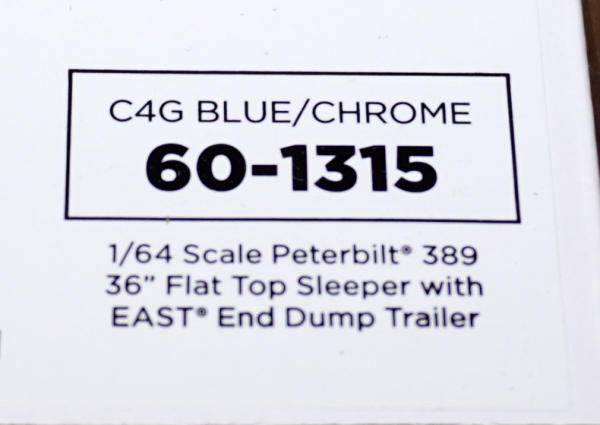 C4G BLUE/CHROME
60-1315
1/64 Scale Peterbilt® 389
36” Flat Top Sleeper with
EAST® End Dump Trailer